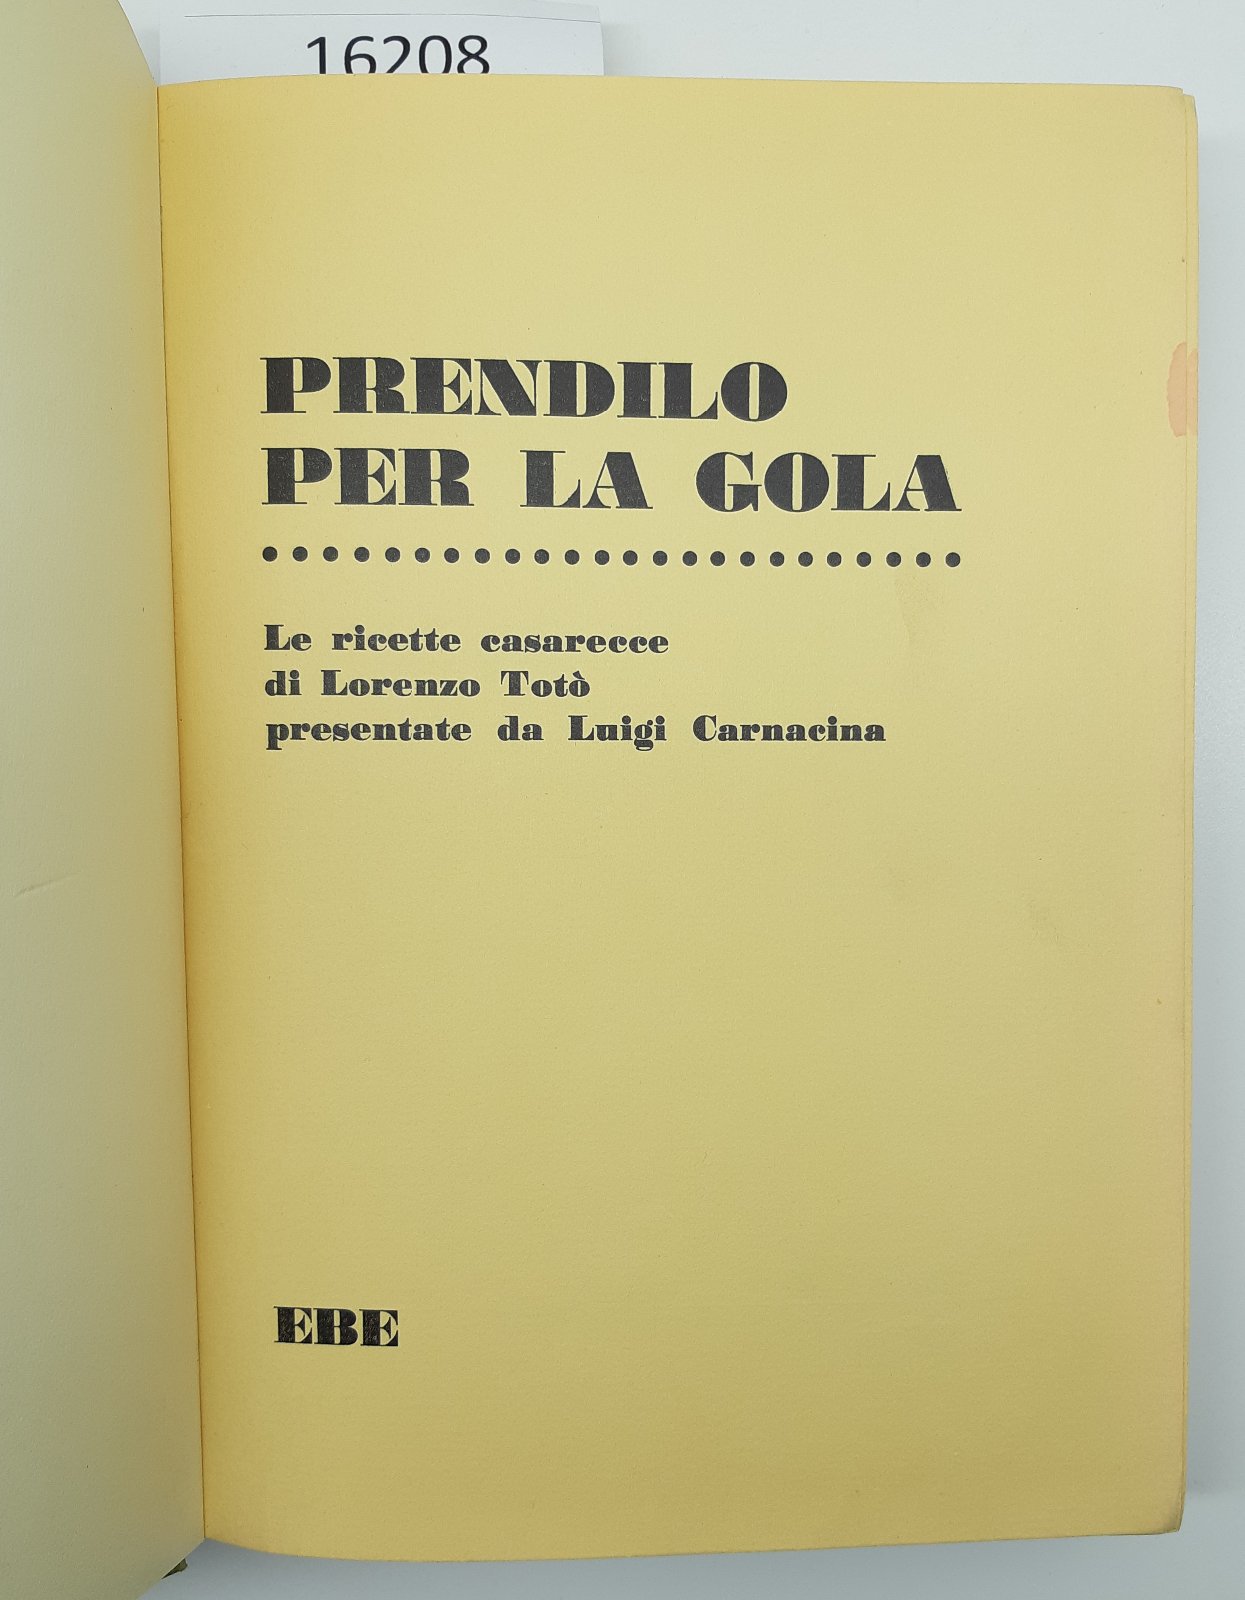 16208
PRENDILO
PER LA GOLA
Le ricette casarecce
di Lorenzo Totò
presentate da Luigi Carnacina
EBE